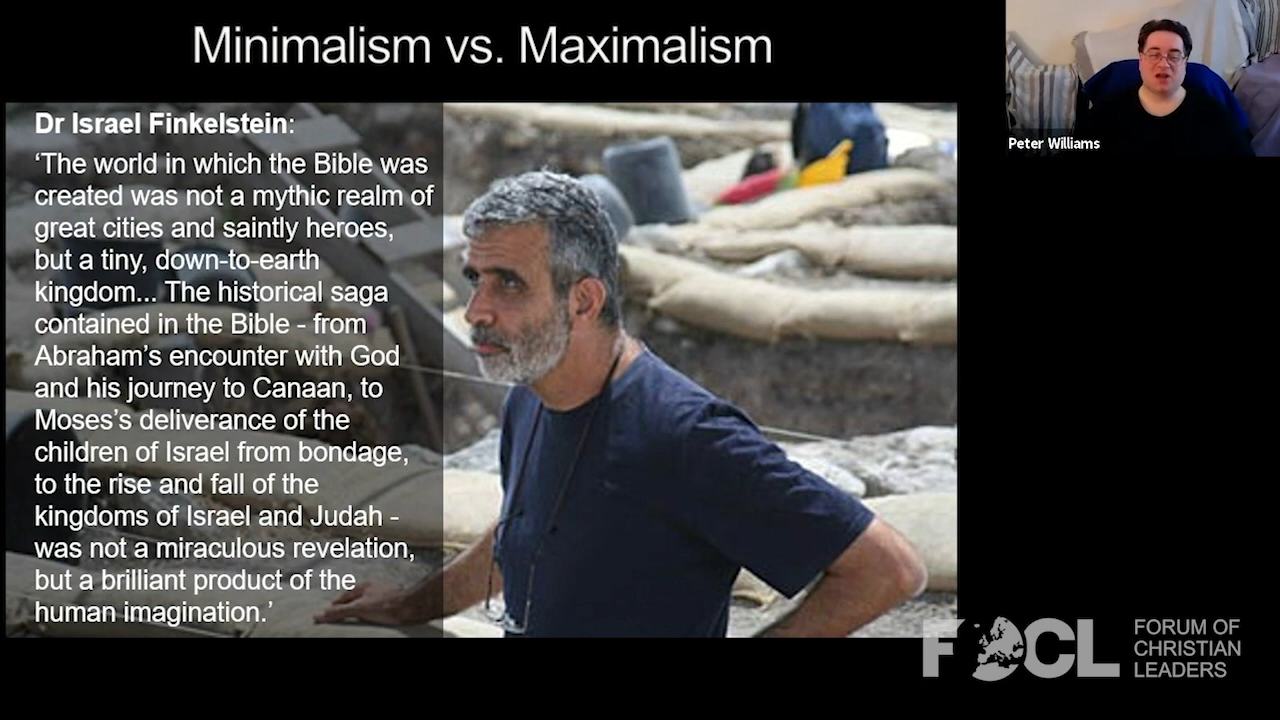 Minimalism vs. Maximalism
Dr Israel Finkelstein:
‘The world in which the Bible was
created was not a mythic realm of
great cities and saintly heroes,
but a tiny, down-to-earth
kingdom... The historical saga
contained in the Bible - from
Abraham’s encounter with God
and his journey to Canaan, to
Moses’s deliverance of the
children of Israel from bondage,
to the rise and fall of the
kingdoms of Israel and Judah -
was not a miraculous revelation,
but a brilliant product of the
human imagination.’
Peter Williams
FOCL
FORUM OF
CHRISTIAN
LEADERS